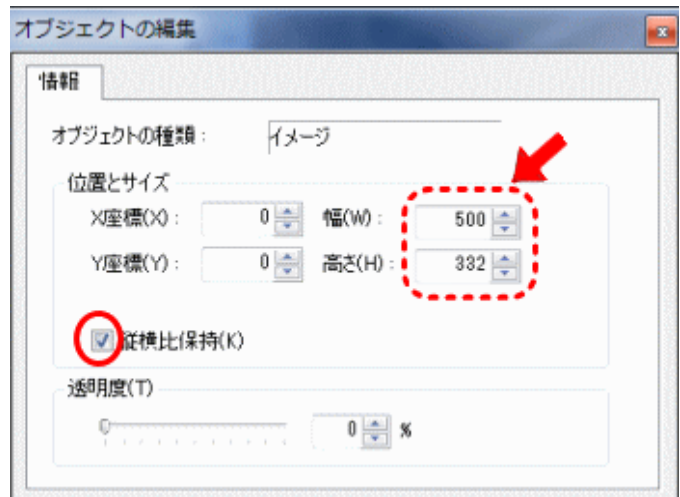 オブジェクトの編集
情報
オブジェクトの種類: イメージ
位置とサイズ
X座標(X): 0 幅(W): 500
Y座標(Y): 0 高さ(H): 332
縦横比保持(K)
透明度(T)
0 %